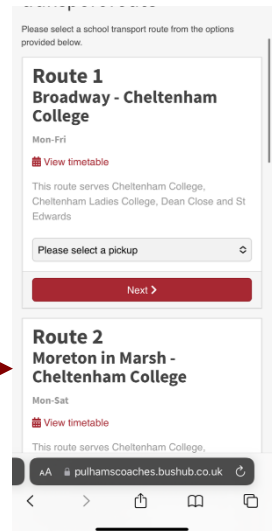 Please select a school transport route from the options
provided below.
Route 1
Broadway - Cheltenham
College
Mon-Fri
View timetable
This route serves Cheltenham College,
Cheltenham Ladies College, Dean Close and St
Edwards
Please select a pickup
Next
Route 2
Moreton in Marsh -
Cheltenham College
Mon-Sat
View timetable
This route serves Cheltenham College,
AA pulhamscoaches.bushub.co.uk